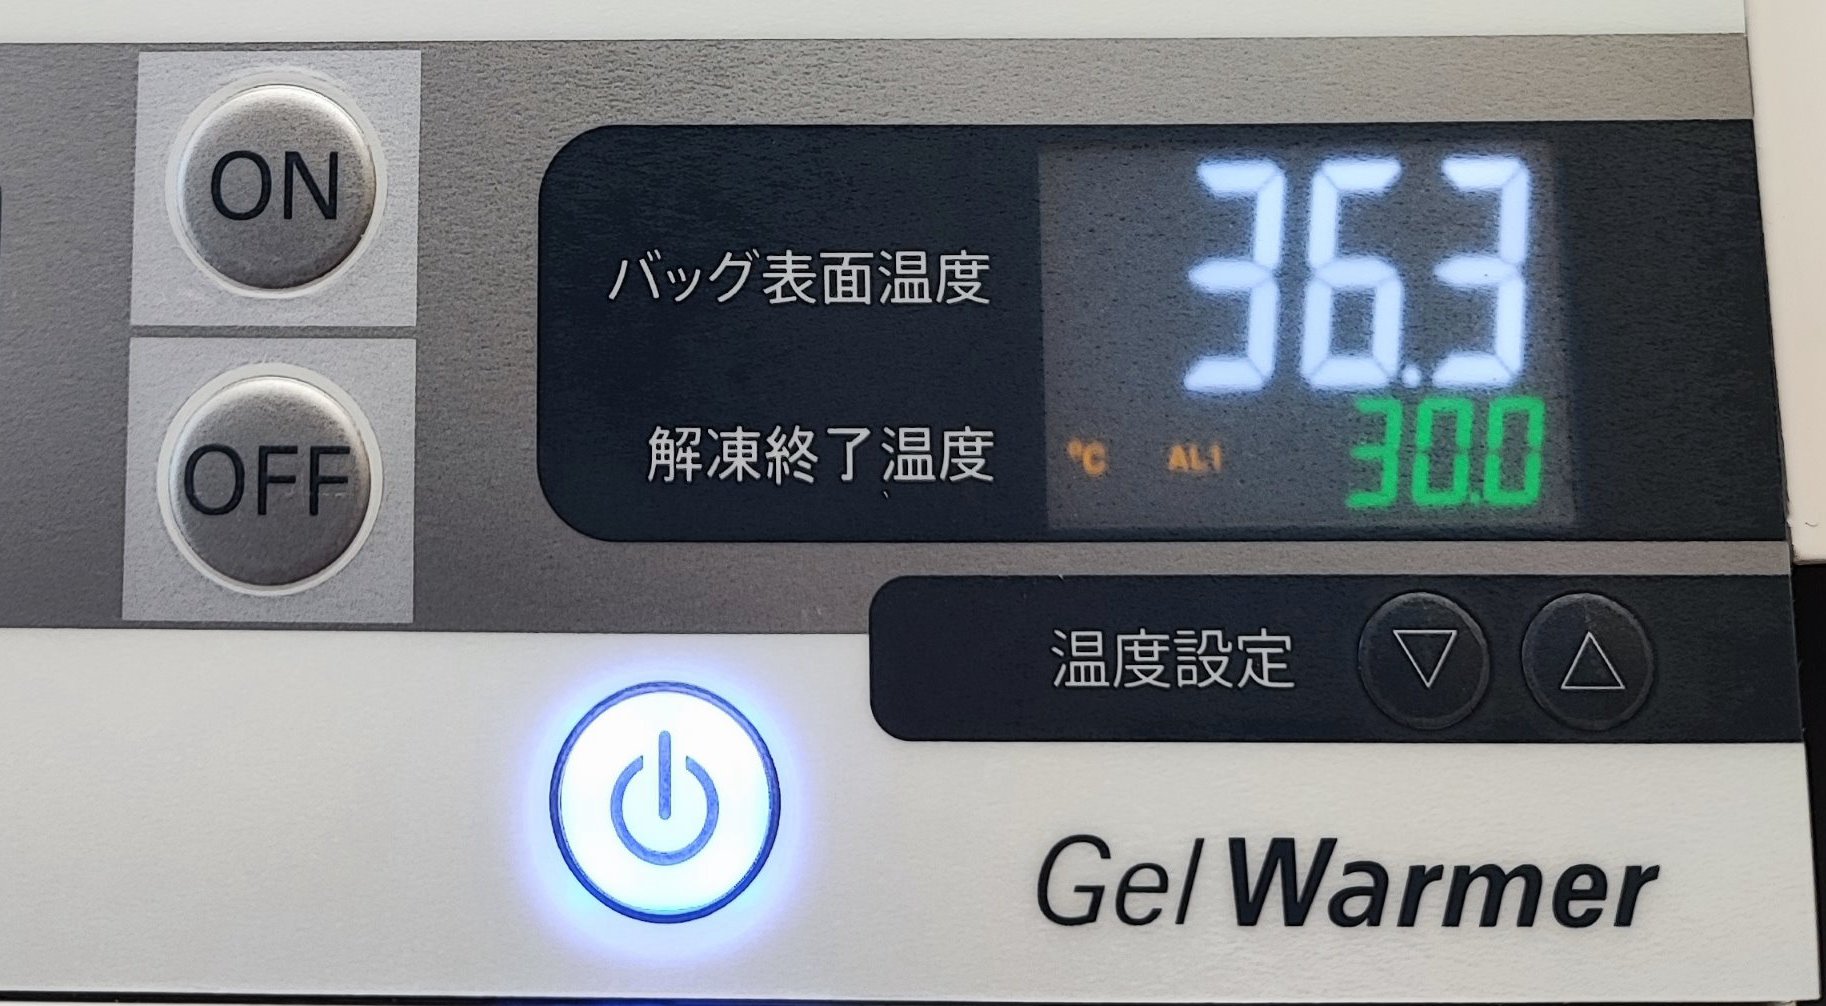 ON
バッグ表面温度 36.3
OFF
解凍終了温度 °C AL1 30.0
温度設定 ▽ △
Gel Warmer